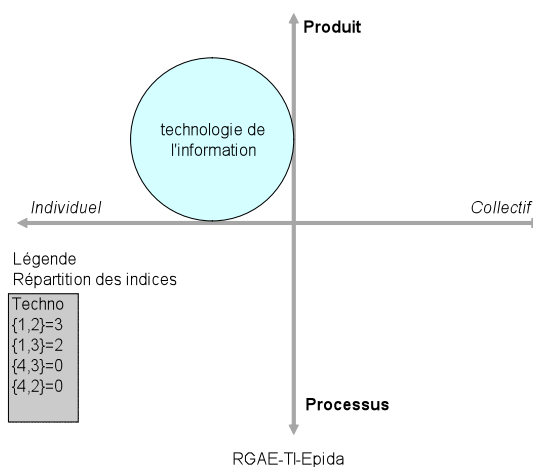 Produit
technologie de
l'information
Individuel
Collectif
Légende
Répartition des indices
Techno
{1,2}=3
{1,3}=2
{4,3}=0
{4,2}=0
Processus
RGAE-TI-Epida